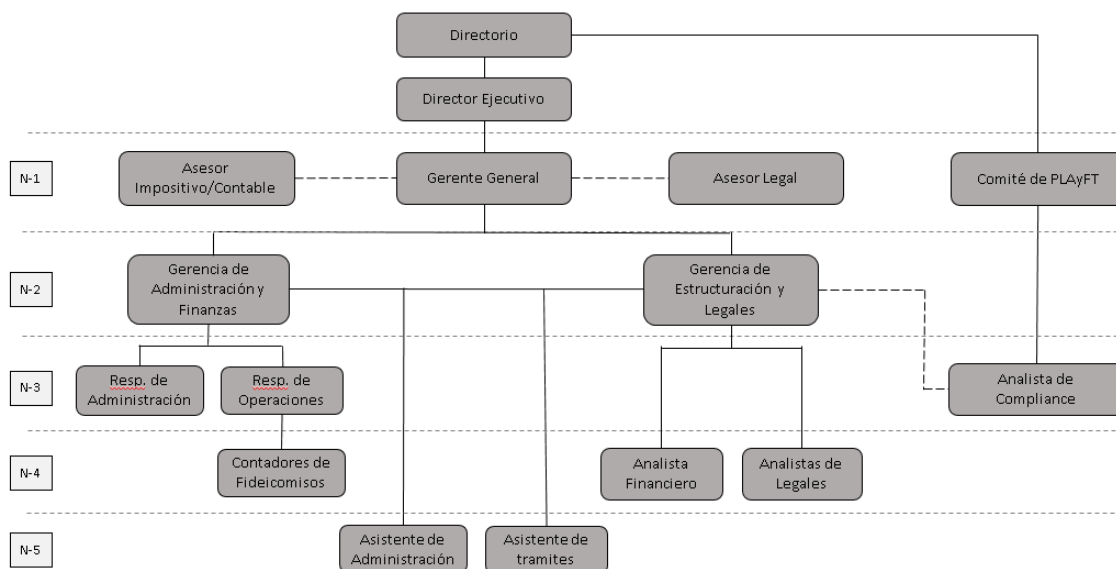 Directorio
Director Ejecutivo
N-1
Asesor
Impositivo/Contable
Gerente General
Asesor Legal
Comité de PLAyFT
N-2
Gerencia de
Administración y
Finanzas
Gerencia de
Estructuración y
Legales
N-3
Resp. de
Administración
Resp. de
Operaciones
Analista de
Compliance
N-4
Contadores de
Fideicomisos
Analista
Financiero
Analistas de
Legales
N-5
Asistente de
Administración
Asistente de
tramites